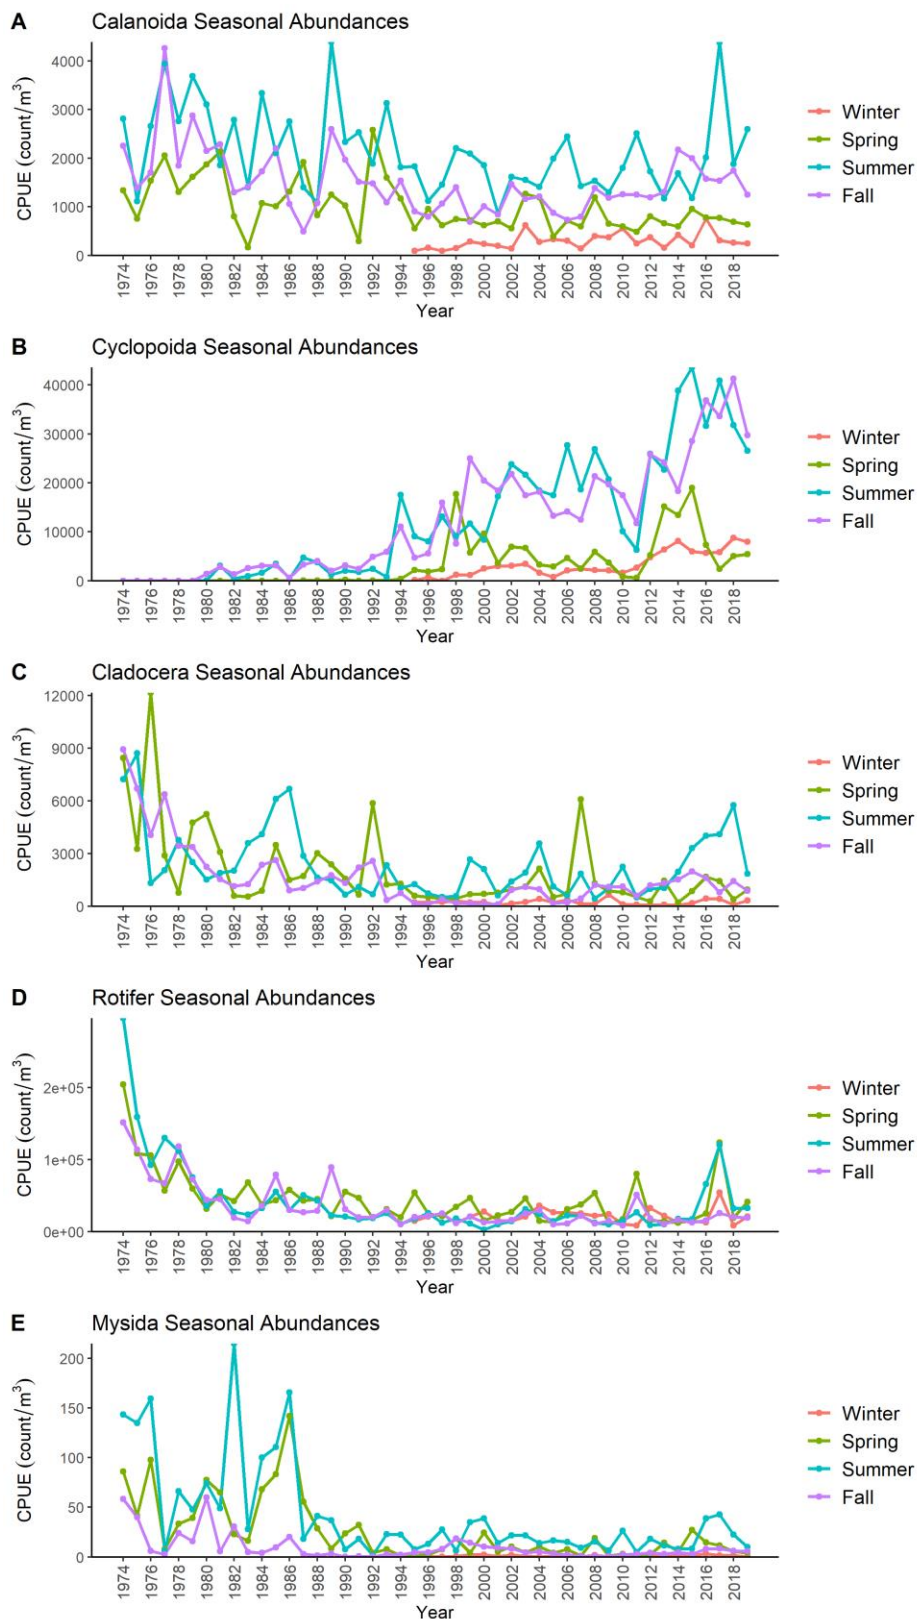 A
Calanoida Seasonal Abundances
CPUE (count/m³)
4000
3000
2000
1000
0
1974 1976 1978 1980 1982 1984 1986 1988 1990 1992 1994 1996 1998 2000 2002 2004 2006 2008 2010 2012 2014 2016 2018
Year
Winter
Spring
Summer
Fall
B
Cyclopoida Seasonal Abundances
CPUE (count/m³)
40000
30000
20000
10000
0
1974 1976 1978 1980 1982 1984 1986 1988 1990 1992 1994 1996 1998 2000 2002 2004 2006 2008 2010 2012 2014 2016 2018
Year
Winter
Spring
Summer
Fall
C
Cladocera Seasonal Abundances
CPUE (count/m³)
12000
9000
6000
3000
0
1974 1976 1978 1980 1982 1984 1986 1988 1990 1992 1994 1996 1998 2000 2002 2004 2006 2008 2010 2012 2014 2016 2018
Year
Winter
Spring
Summer
Fall
D
Rotifer Seasonal Abundances
CPUE (count/m³)
2e+05
1e+05
0e+00
1974 1976 1978 1980 1982 1984 1986 1988 1990 1992 1994 1996 1998 2000 2002 2004 2006 2008 2010 2012 2014 2016 2018
Year
Winter
Spring
Summer
Fall
E
Mysida Seasonal Abundances
CPUE (count/m³)
200
150
100
50
0
1974 1976 1978 1980 1982 1984 1986 1988 1990 1992 1994 1996 1998 2000 2002 2004 2006 2008 2010 2012 2014 2016 2018
Year
Winter
Spring
Summer
Fall